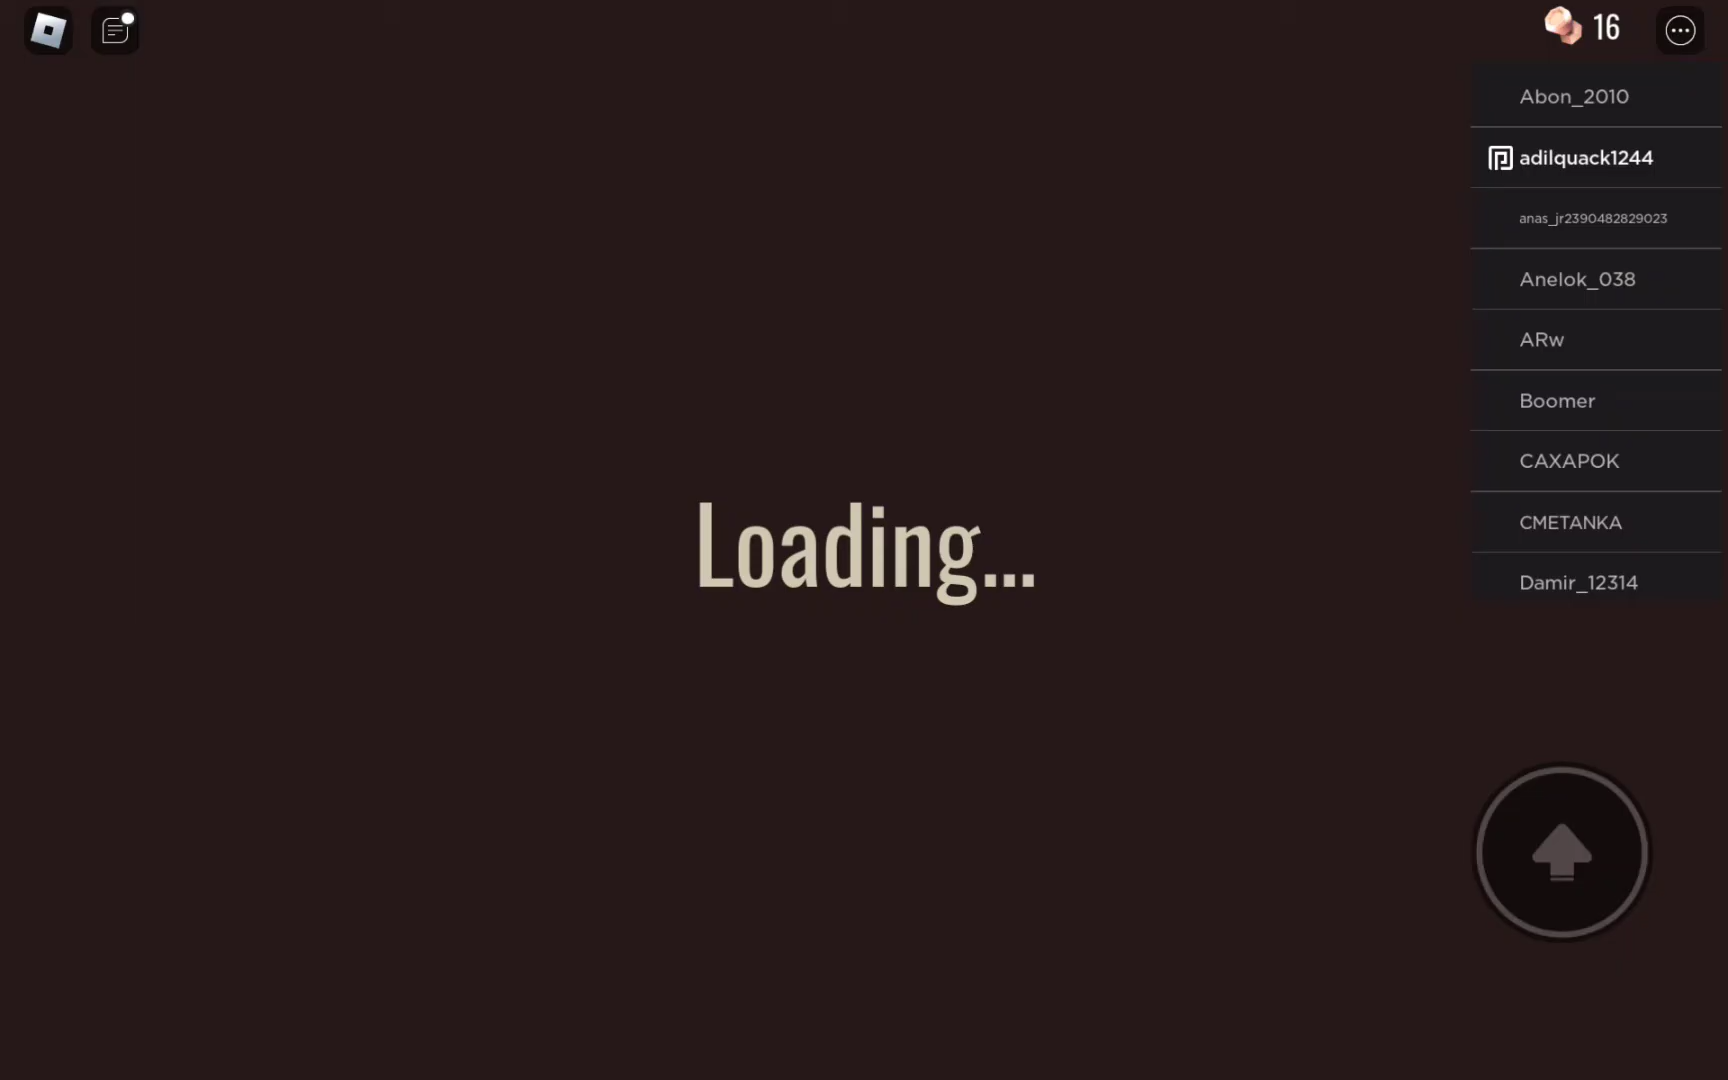 16
Abon_2010
adilquack1244
anas_jr2390482829023
Anelok_038
ARw
Boomer
CAXAPOK
CMETANKA
Loading...
Damir_12314